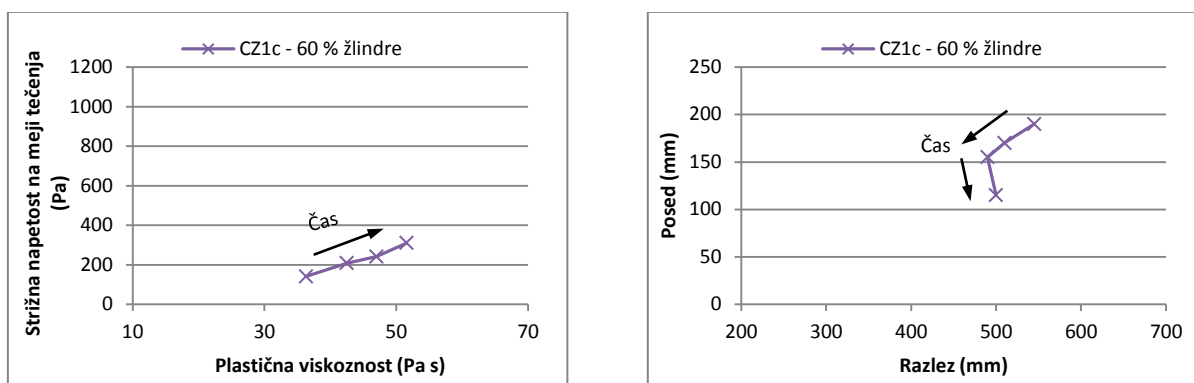 CZ1c - 60 % žlindre
Strižna napetost na meji tečenja
(Pa)
1200
1000
800
600
400
200
0
Čas
10
30
50
70
Plastična viskoznost (Pa s)
CZ1c - 60 % žlindre
Posed (mm)
250
200
150
100
50
0
Čas
200
300
400
500
600
700
Razlez (mm)